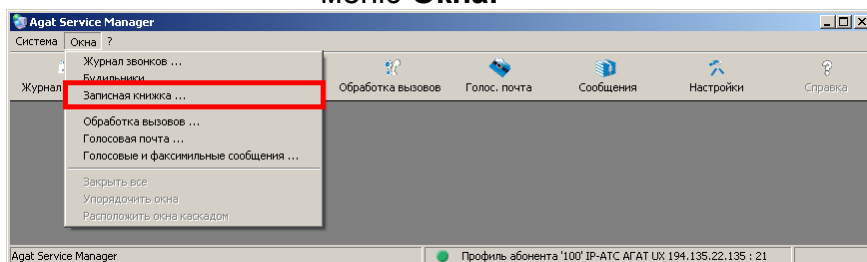 меню Окна.
Agat Service Manager
Система Окна ?
Журнал звонков ...
Будильники
Записная книжка ...
Обработка вызовов ...
Голосовая почта ...
Голосовые и факсимильные сообщения ...
Закрыть все
Упорядочить окна
Расположить окна каскадом
Журнал
Обработка вызовов
Голос. почта
Сообщения
Настройки
Справка
Agat Service Manager
Профиль абонента '100' IP-АТС АГАТ UX 194.135.22.135 : 21